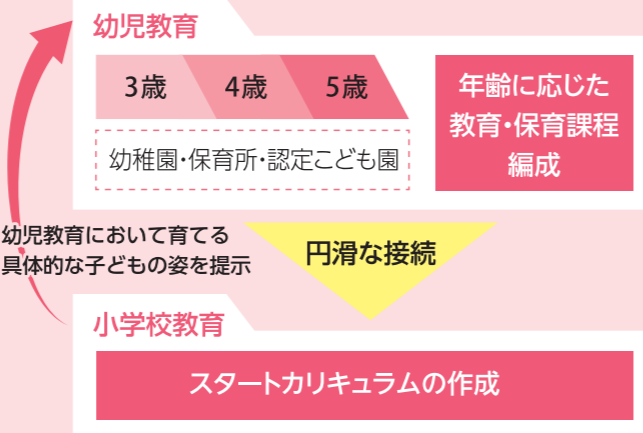 幼児教育
3歳 4歳 5歳
幼稚園・保育所・認定こども園
年齢に応じた
教育・保育課程
編成
幼児教育において育てる
具体的な子どもの姿を提示
円滑な接続
小学校教育
スタートカリキュラムの作成